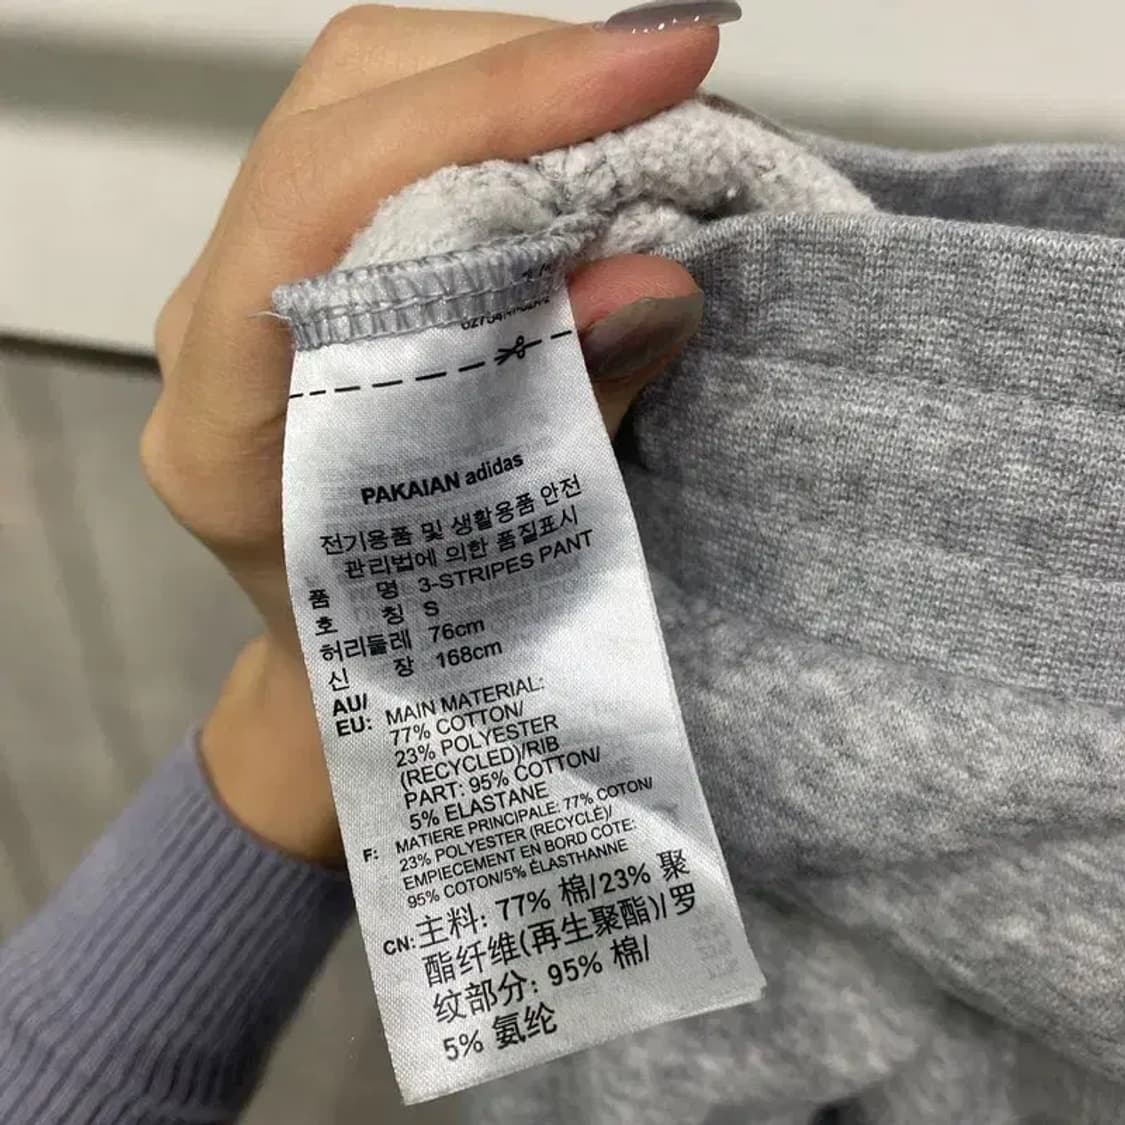 PAKAIAN adidas
전기용품 및 생활용품 안전
관리법에 의한 품질표시
품 명 3-STRIPES PANT
호 칭 S
허리둘레 76cm
신 장 168cm
AU/
EU: MAIN MATERIAL:
77% COTTON/
23% POLYESTER
(RECYCLED)/RIB
PART: 95% COTTON/
5% ELASTANE
F: MATIERE PRINCIPALE: 77% COTON/
23% POLYESTER (RECYCLÉ)/
EMPIECEMENT EN BORD COTE:
95% COTON/5% ÉLASTHANNE
CN: 主料: 77% 棉/23% 聚
酯纤维(再生聚酯)/罗
纹部分: 95% 棉/
5% 氨纶